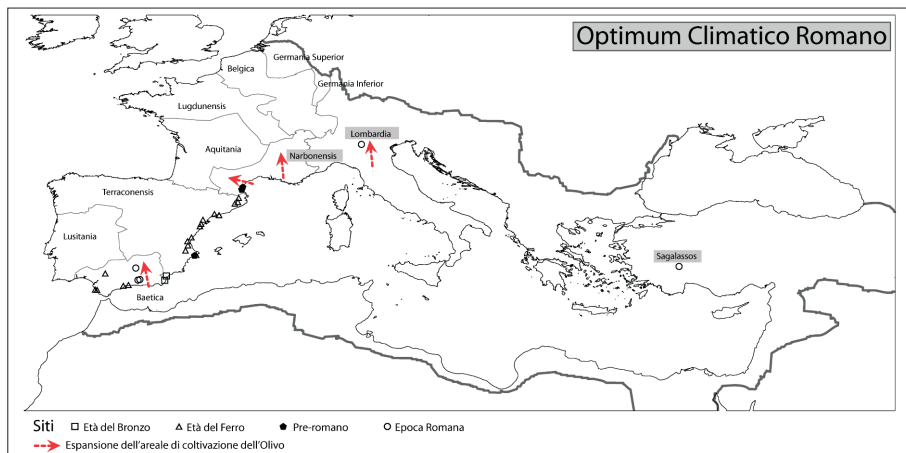 Optimum Climatico Romano
Germania Superior
Belgica
Germania Inferior
Lugdunensis
Lombardia
Aquitania
Narbonensis
Terraconensis
Lusitania
Sagalassos
Baetica
Siti Età del Bronzo Età del Ferro Pre-romano Epoca Romana
Espansione dell'areale di coltivazione dell'Olivo